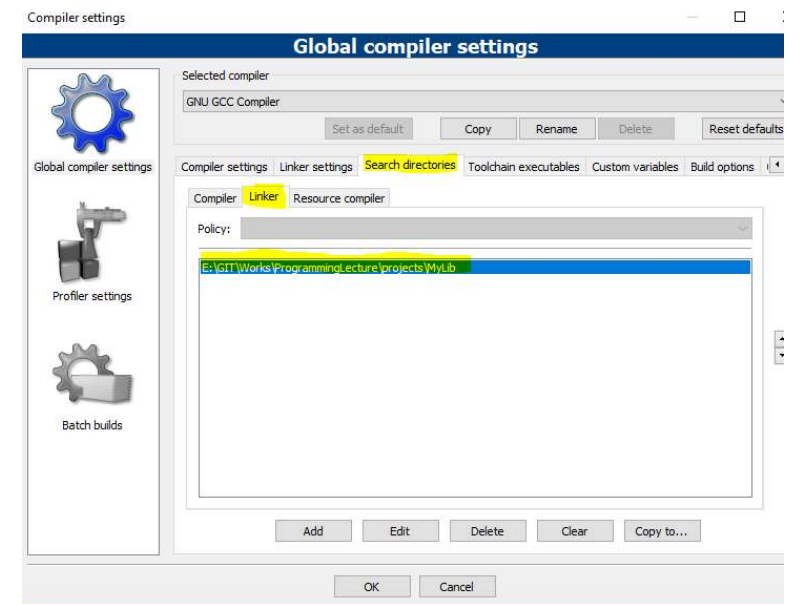 Compiler settings
Global compiler settings
Selected compiler
GNU GCC Compiler
Set as default Copy Rename Delete Reset defaults
Global compiler settings
Compiler settings Linker settings Search directories Toolchain executables Custom variables Build options
Compiler Linker Resource compiler
Policy:
E:\GIT\Works\ProgrammingLecture\projects\MyLib
Profiler settings
Batch builds
Add Edit Delete Clear Copy to...
OK Cancel